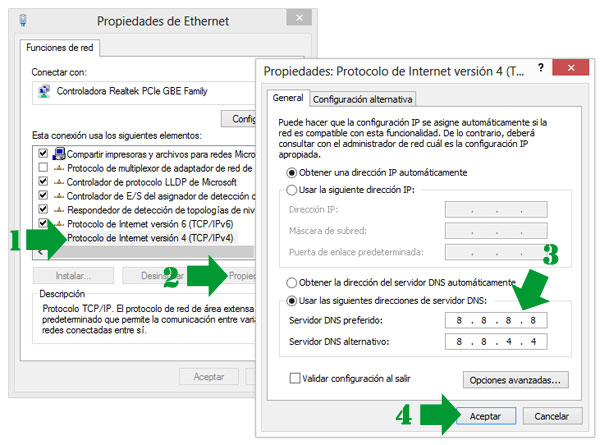 Propiedades de Ethernet
Funciones de red
Conectar con:
Controladora Realtek PCIe GBE Family
Config
Esta conexión usa los siguientes elementos:
Compartir impresoras y archivos para redes Micro
Protocolo de multiplexor de adaptador de red de
Controlador de protocolo LLDP de Microsoft
Controlador de E/S del asignador de detección d
Respondedor de detección de topologías de niv
Protocolo de Internet versión 6 (TCP/IPv6)
1
Protocolo de Internet versión 4 (TCP/IPv4)
Instalar...
Desins
2
Propied
Descripción
Protocolo TCP/IP. El protocolo de red de área extensa
predeterminado que permite la comunicación entre varia
redes conectadas entre sí.
Aceptar
Propiedades: Protocolo de Internet versión 4 (T...
?
General
Configuración alternativa
Puede hacer que la configuración IP se asigne automáticamente si la
red es compatible con esta funcionalidad. De lo contrario, deberá
consultar con el administrador de red cuál es la configuración IP
apropiada.
Obtener una dirección IP automáticamente
Usar la siguiente dirección IP:
Dirección IP:
Máscara de subred:
Puerta de enlace predeterminada:
3
Obtener la dirección del servidor DNS automáticamente
Usar las siguientes direcciones de servidor DNS:
Servidor DNS preferido:
8 . 8 . 8 . 8
Servidor DNS alternativo:
8 . 8 . 4 . 4
Validar configuración al salir
Opciones avanzadas...
4
Aceptar
Cancelar